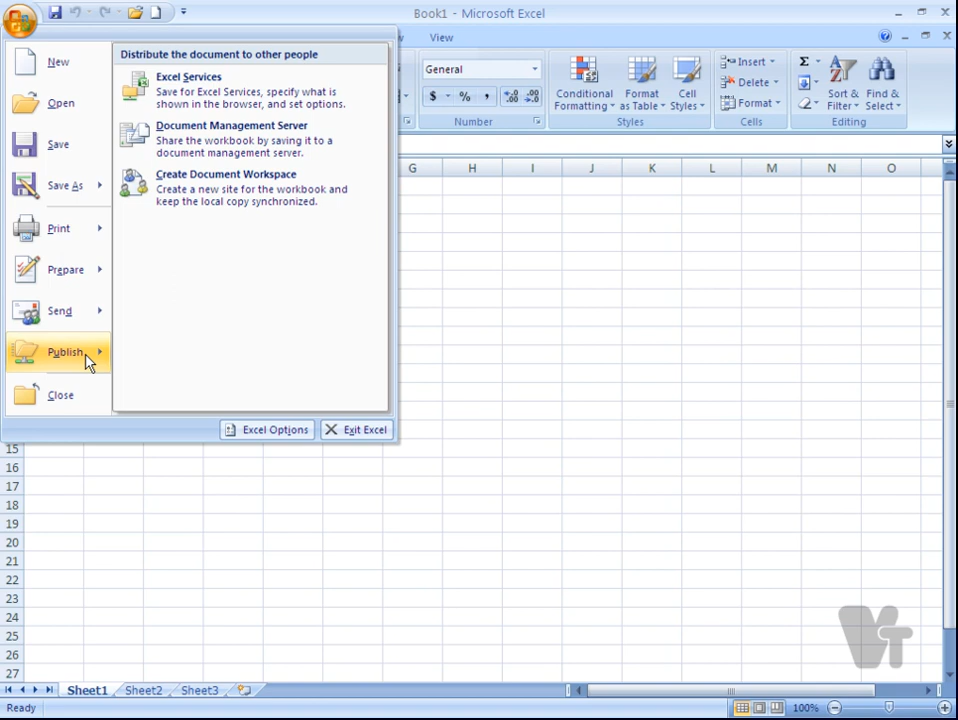 Book1 - Microsoft Excel
View
New
Open
Save
Save As
Print
Prepare
Send
Publish
Close
Distribute the document to other people
Excel Services
Save for Excel Services, specify what is
shown in the browser, and set options.
Document Management Server
Share the workbook by saving it to a
document management server.
Create Document Workspace
Create a new site for the workbook and
keep the local copy synchronized.
Excel Options
Exit Excel
General
$ % , .00 .00
Number
Conditional
Formatting
Format
as Table
Cell
Styles
Styles
Insert
Delete
Format
Cells
Σ
Sort &
Filter
Find &
Select
Editing
G H I J K L M N O
15
16
17
18
19
20
21
22
23
24
25
26
27
Sheet1 Sheet2 Sheet3
Ready
100%
VT